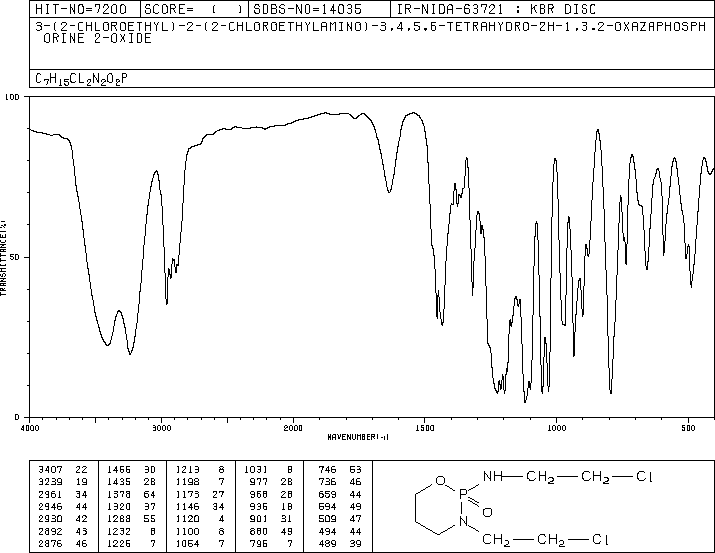 HIT-NO=7200 SCORE= ( ) SDBS-NO=14035 IR-NIDA-63721 : KBR DISC
3-(2-CHLOROETHYL)-2-(2-CHLOROETHYLAMINO)-3,4,5,6-TETRAHYDRO-2H-1,3,2-OXAZAPHOSPH
ORINE 2-OXIDE
C7H15CL2N2O2P
100
50
0
TRANSMITTANCE(%)
4000 3000 2000 1500 1000 500
WAVENUMBER(-1)
3407 22 1456 30 1213 8 1031 8 746 53
3239 19 1435 28 1198 7 977 28 736 46
2961 34 1378 64 1173 27 968 28 659 44
2946 44 1320 37 1146 34 936 18 594 49
2930 42 1288 55 1120 4 901 31 509 47
2892 43 1232 8 1100 8 880 49 494 44
2876 46 1226 7 1054 7 795 7 489 39
O P NH CH2 CH2 Cl
O
N CH2 CH2 Cl